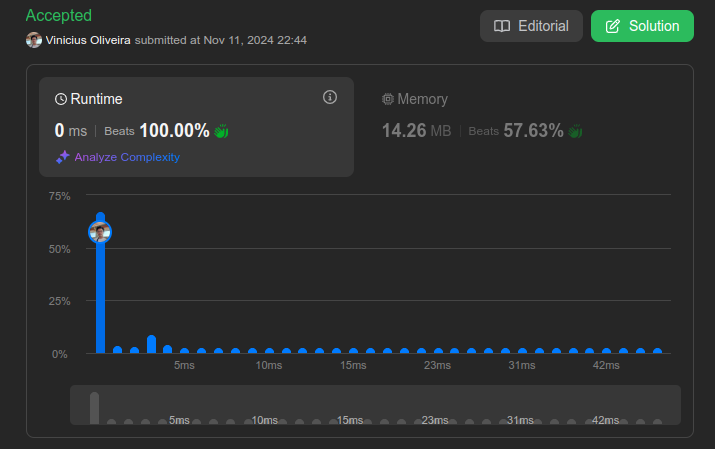 Accepted
Vinicius Oliveira submitted at Nov 11, 2024 22:44
Editorial
Solution
Runtime
0 ms | Beats 100.00%
Analyze Complexity
Memory
14.26 MB | Beats 57.63%
75%
50%
25%
0%
5ms 10ms 15ms 23ms 31ms 42ms
5ms 10ms 15ms 23ms 31ms 42ms